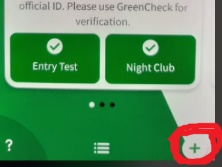 official ID. Please use GreenCheck for
verification.
Entry Test
Night Club
?
+